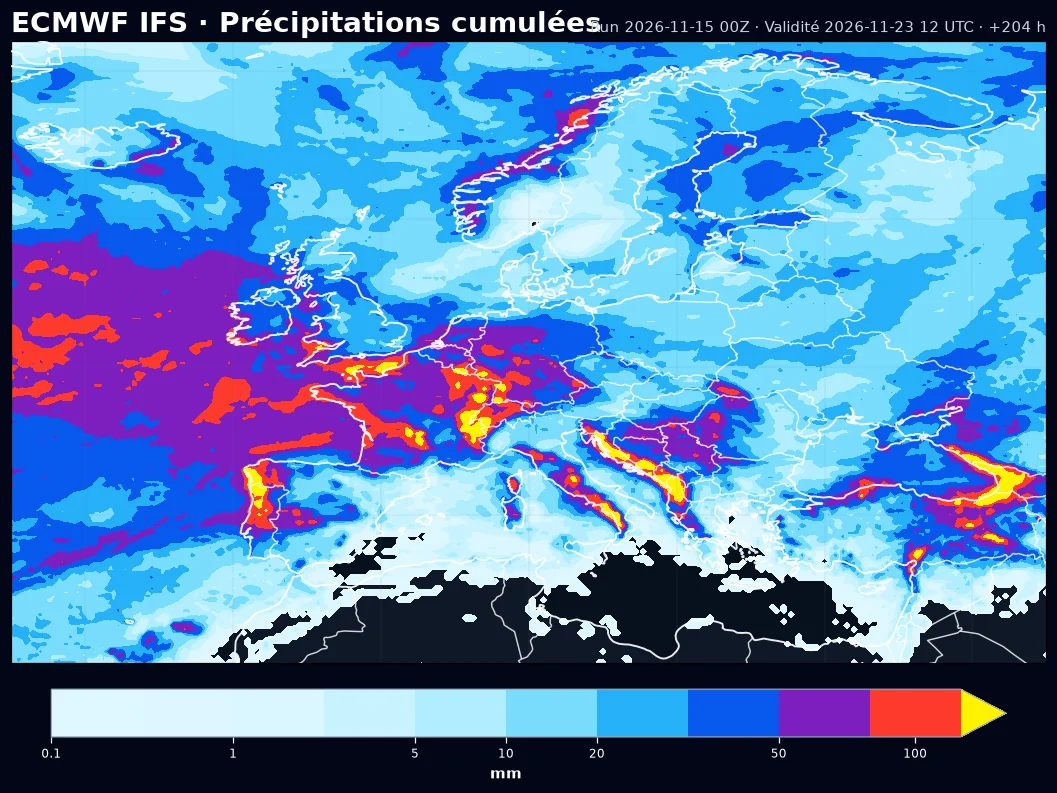 ECMWF IFS · Précipitations cumulées
Run 2026-11-15 00Z · Validité 2026-11-23 12 UTC · +204 h
0.1 1 5 10 20 50 100
mm